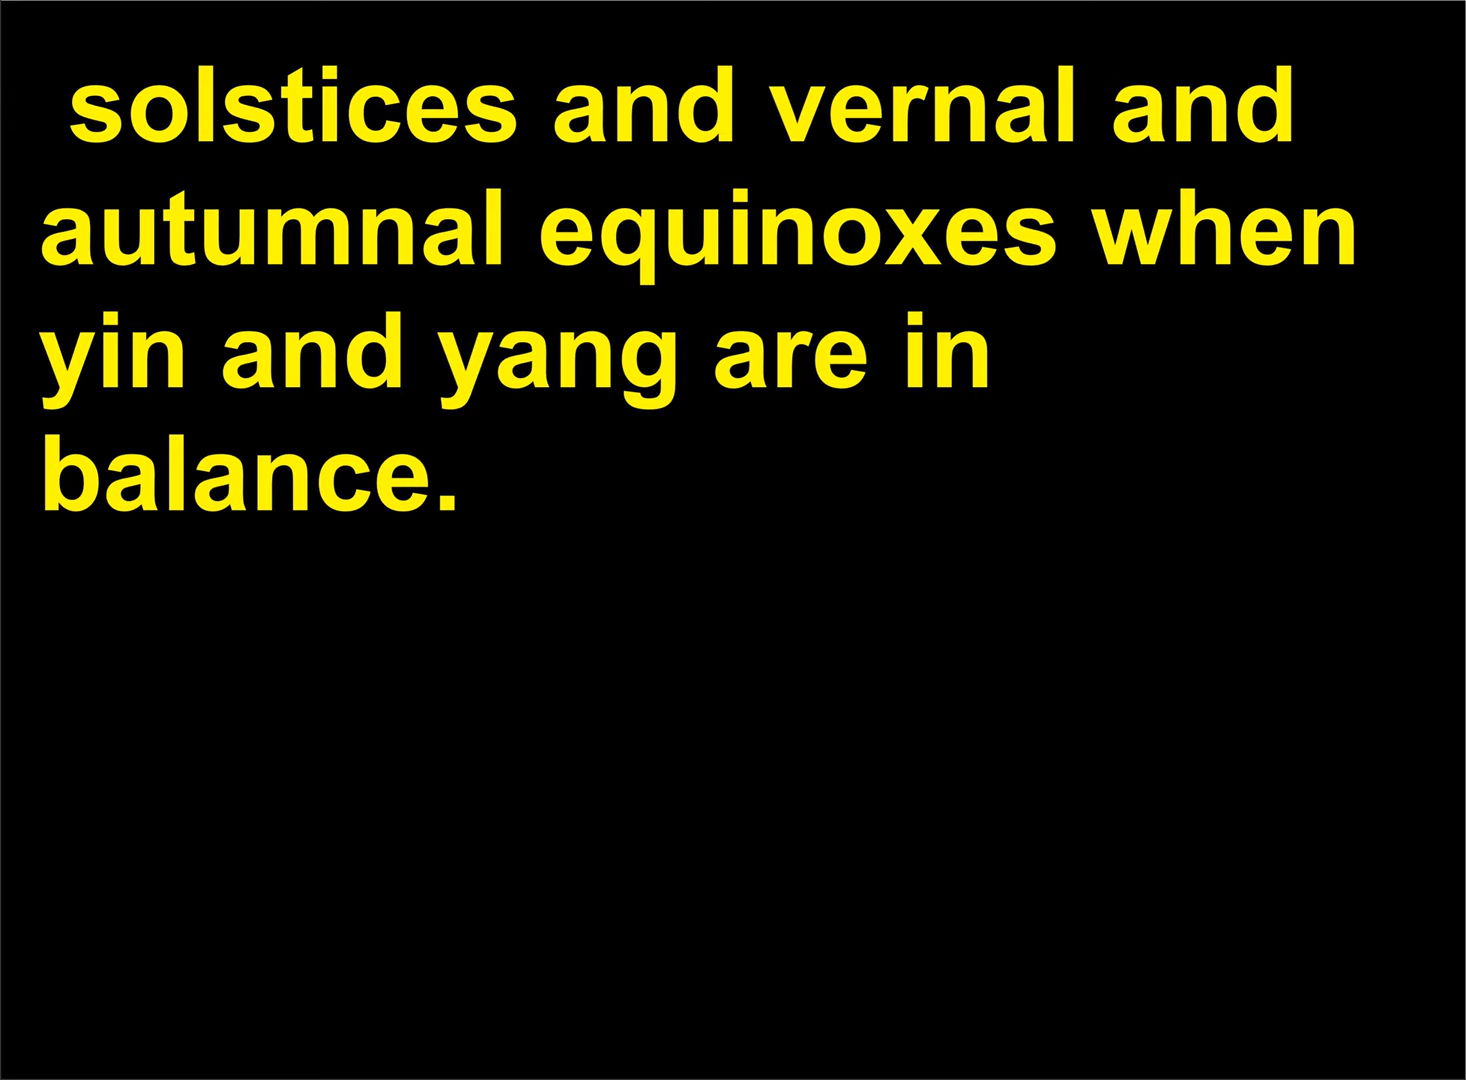 solstices and vernal and
autumnal equinoxes when
yin and yang are in
balance.